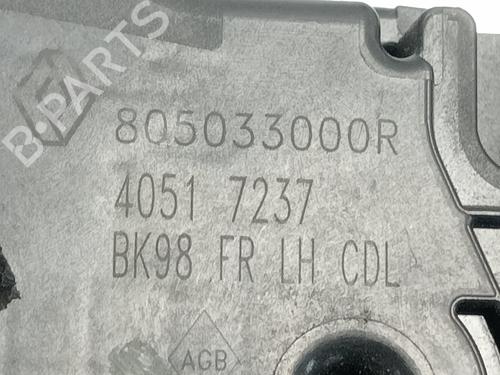 B-PARTS
805033000R
4051 7237
BK98 FR LH CDL
AGB